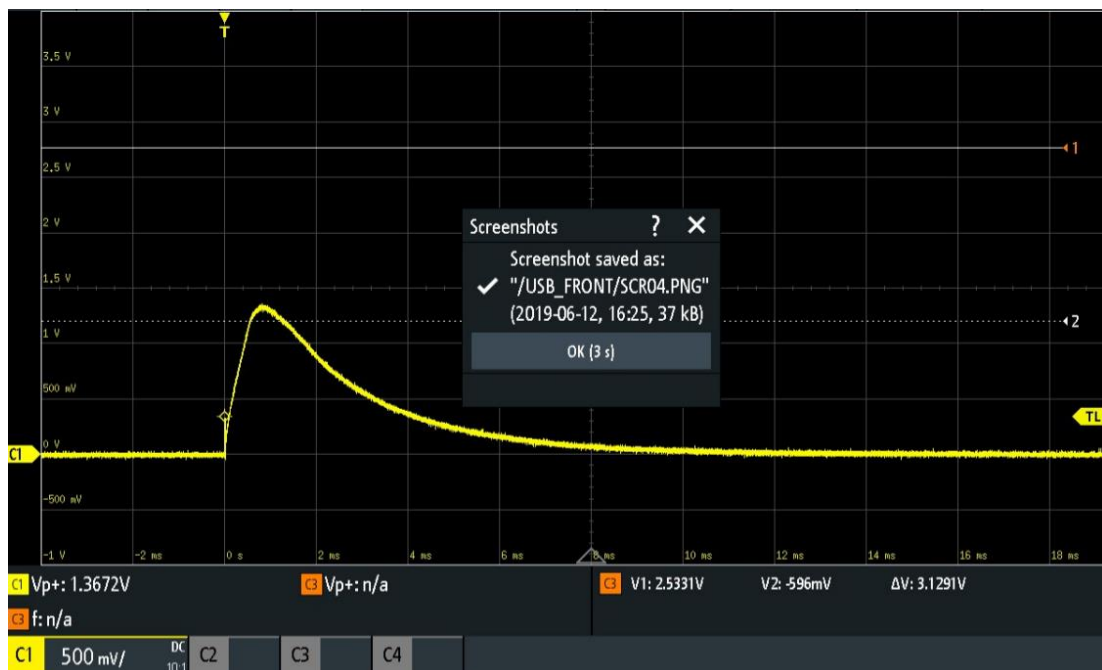 T
3.5 V
3 V
2.5 V
1
2 V
Screenshots ? X
Screenshot saved as:
"/USB_FRONT/SCR04.PNG"
(2019-06-12, 16:25, 37 kB)
OK (3 s)
1.5 V
2
1 V
500 mV
TL
0 V
C1
-500 mV
-1 V -2 ms 0 s 2 ms 4 ms 6 ms 8 ms 10 ms 12 ms 14 ms 16 ms 18 ms
C1 Vp+: 1.3672V C3 Vp+: n/a C3 V1: 2.5331V V2: -596mV ΔV: 3.1291V
C3 f: n/a
C1 500 mV/ DC 10:1 C2 C3 C4